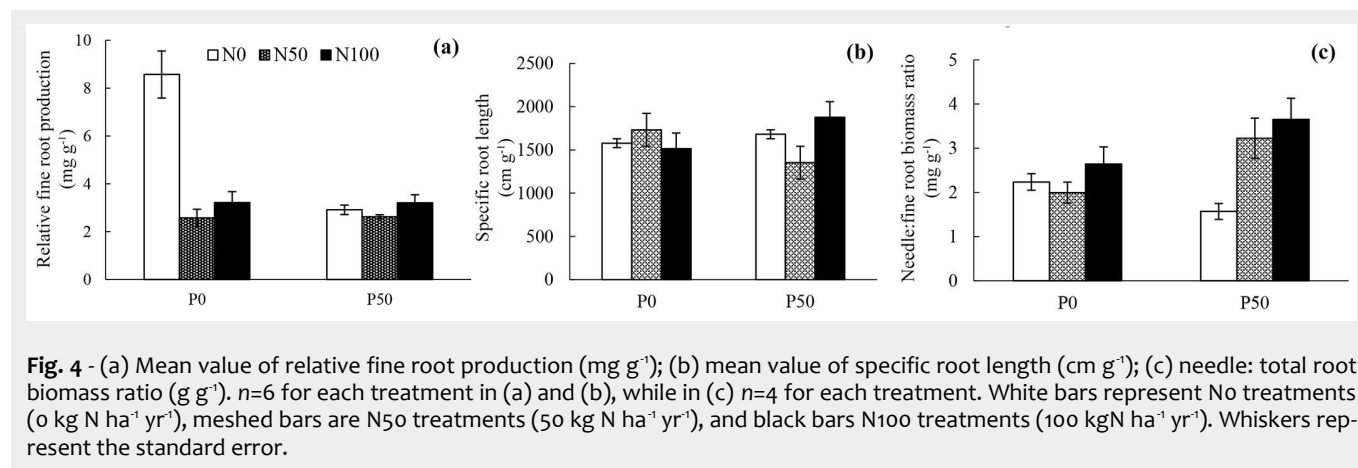 (a)
Relative fine root production
(mg g⁻¹)
10
8
6
4
2
0
N0 N50 N100
P0 P50
(b)
Specific root length
(cm g⁻¹)
2500
2000
1500
1000
500
0
P0 P50
(c)
Needle:fine root biomass ratio
(mg g⁻¹)
5
4
3
2
1
0
P0 P50
Fig. 4 - (a) Mean value of relative fine root production (mg g⁻¹); (b) mean value of specific root length (cm g⁻¹); (c) needle: total root
biomass ratio (g g⁻¹). n=6 for each treatment in (a) and (b), while in (c) n=4 for each treatment. White bars represent N0 treatments
(0 kg N ha⁻¹ yr⁻¹), meshed bars are N50 treatments (50 kg N ha⁻¹ yr⁻¹), and black bars N100 treatments (100 kgN ha⁻¹ yr⁻¹). Whiskers rep-
resent the standard error.